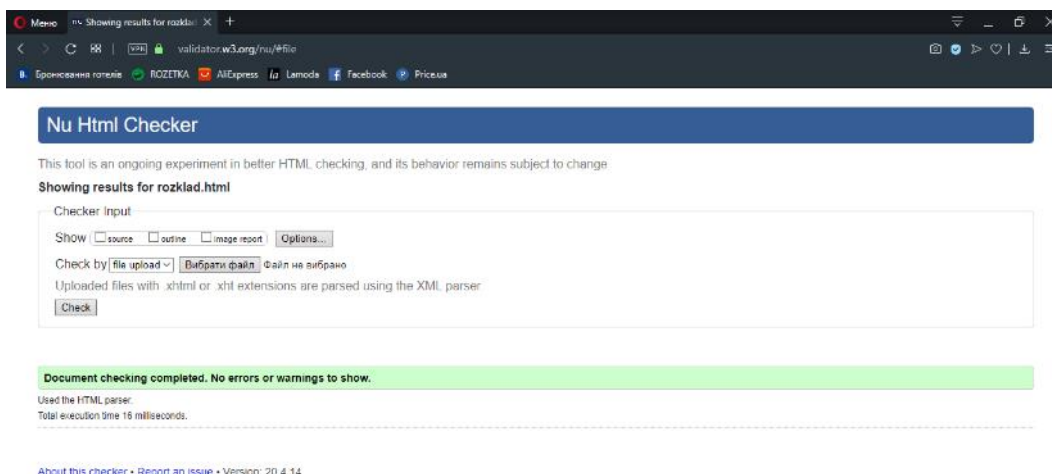 Меню Showing results for rozklad
VPN validator.w3.org/nu/#file
B. Бронювання готелів ROZETKA AliExpress la Lamoda f Facebook P Price.ua
Nu Html Checker
This tool is an ongoing experiment in better HTML checking, and its behavior remains subject to change
Showing results for rozklad.html
Checker Input
Show source outline image report Options...
Check by file upload Вибрати файл Файл не вибрано
Uploaded files with .xhtml or .xht extensions are parsed using the XML parser
Check
Document checking completed. No errors or warnings to show.
Used the HTML parser.
Total execution time 16 milliseconds.
About this checker • Report an issue • Version: 20.4.14